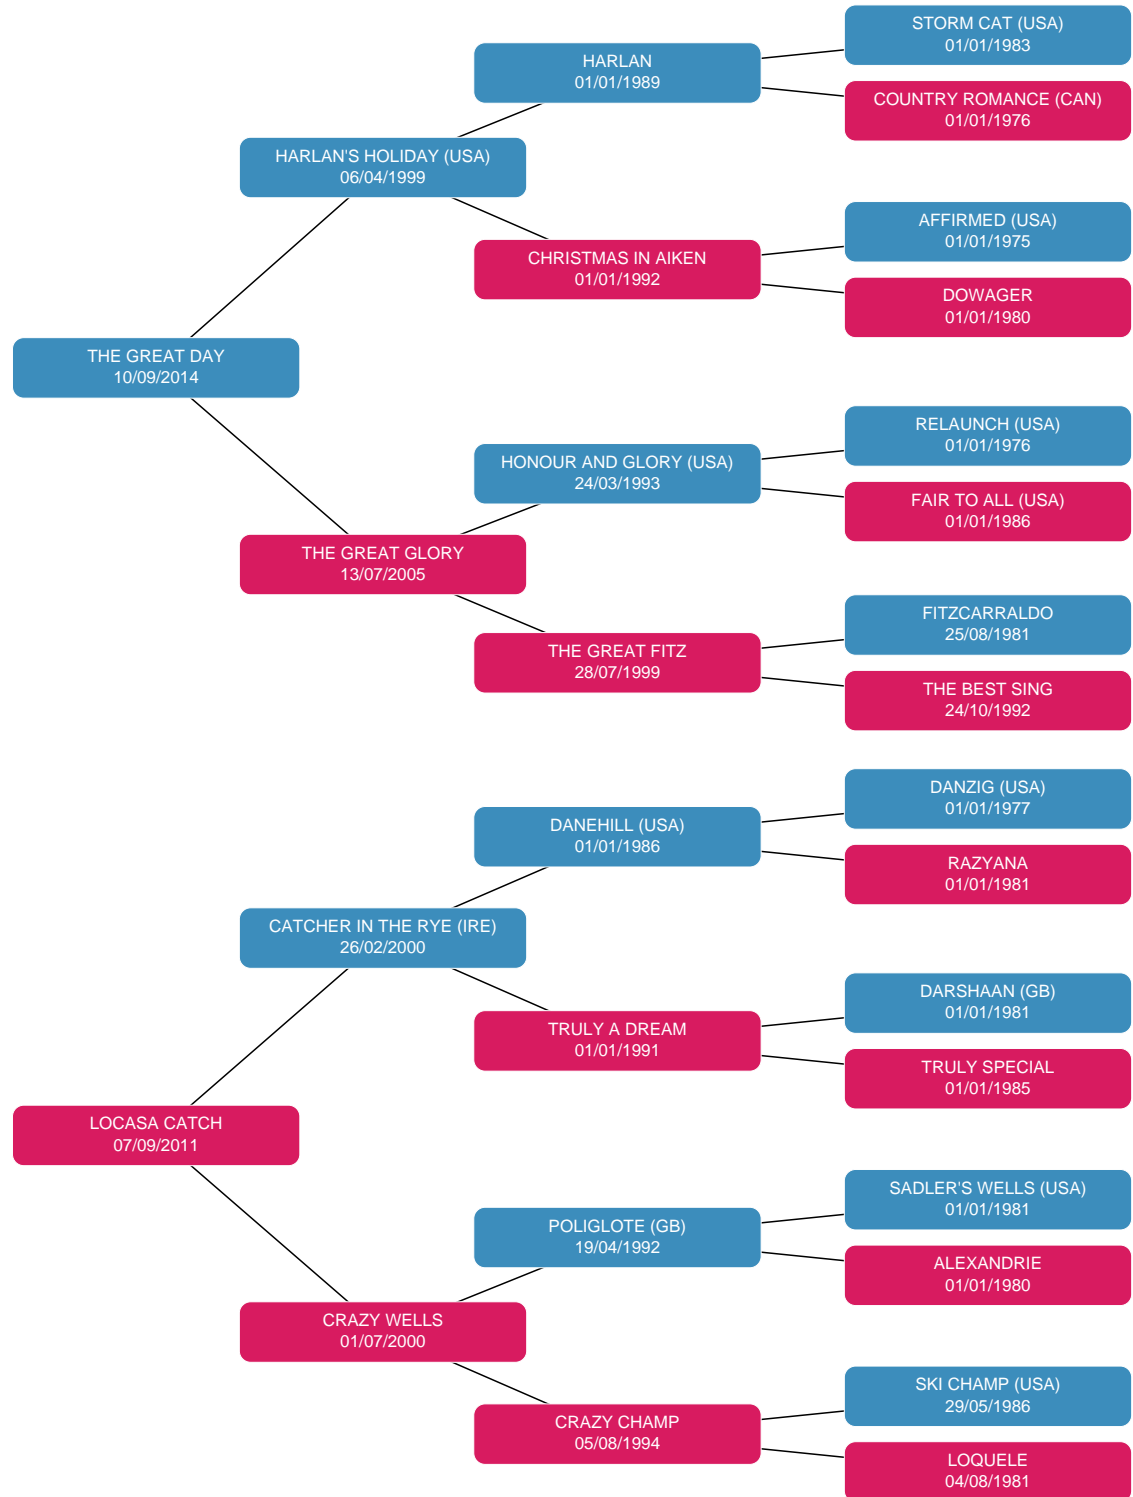 STORM CAT (USA)
01/01/1983
HARLAN
01/01/1989
COUNTRY ROMANCE (CAN)
01/01/1976
HARLAN'S HOLIDAY (USA)
06/04/1999
AFFIRMED (USA)
01/01/1975
CHRISTMAS IN AIKEN
01/01/1992
DOWAGER
01/01/1980
THE GREAT DAY
10/09/2014
RELAUNCH (USA)
01/01/1976
HONOUR AND GLORY (USA)
24/03/1993
FAIR TO ALL (USA)
01/01/1986
THE GREAT GLORY
13/07/2005
FITZCARRALDO
25/08/1981
THE GREAT FITZ
28/07/1999
THE BEST SING
24/10/1992
DANZIG (USA)
01/01/1977
DANEHILL (USA)
01/01/1986
RAZYANA
01/01/1981
CATCHER IN THE RYE (IRE)
26/02/2000
DARSHAAN (GB)
01/01/1981
TRULY A DREAM
01/01/1991
TRULY SPECIAL
01/01/1985
LOCASA CATCH
07/09/2011
SADLER'S WELLS (USA)
01/01/1981
POLIGLOTE (GB)
19/04/1992
ALEXANDRIE
01/01/1980
CRAZY WELLS
01/07/2000
SKI CHAMP (USA)
29/05/1986
CRAZY CHAMP
05/08/1994
LOQUELE
04/08/1981